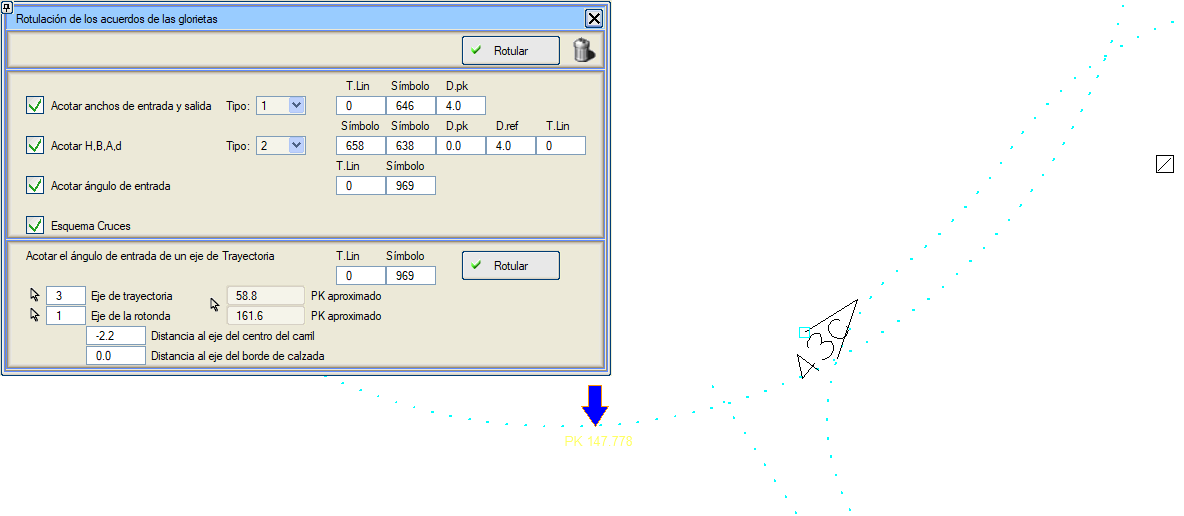 Rotulación de los acuerdos de las glorietas
Rotular
T.Lin Símbolo D.pk
Acotar anchos de entrada y salida Tipo: 1 0 646 4.0
Símbolo Símbolo D.pk D.ref T.Lin
Acotar H,B,A,d Tipo: 2 658 638 0.0 4.0 0
T.Lin Símbolo
Acotar ángulo de entrada 0 969
Esquema Cruces
Acotar el ángulo de entrada de un eje de Trayectoria T.Lin Símbolo Rotular
0 969
3 Eje de trayectoria 58.8 PK aproximado
1 Eje de la rotonda 161.6 PK aproximado
-2.2 Distancia al eje del centro del carril
0.0 Distancia al eje del borde de calzada
PK 147.778